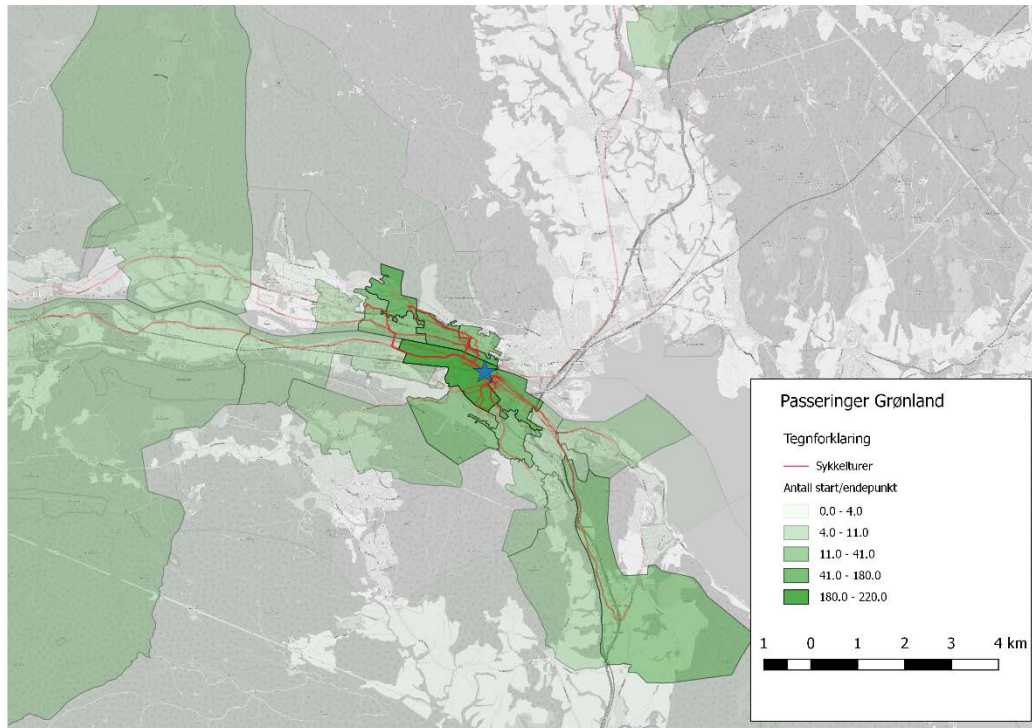 Passeringer Grønland
Tegnforklaring
Sykkelturer
Antall start/endepunkt
0,0 - 4.0
4.0 - 11.0
11.0 - 41.0
41.0 - 180.0
180.0 - 220.0
1 0 1 2 3 4 km